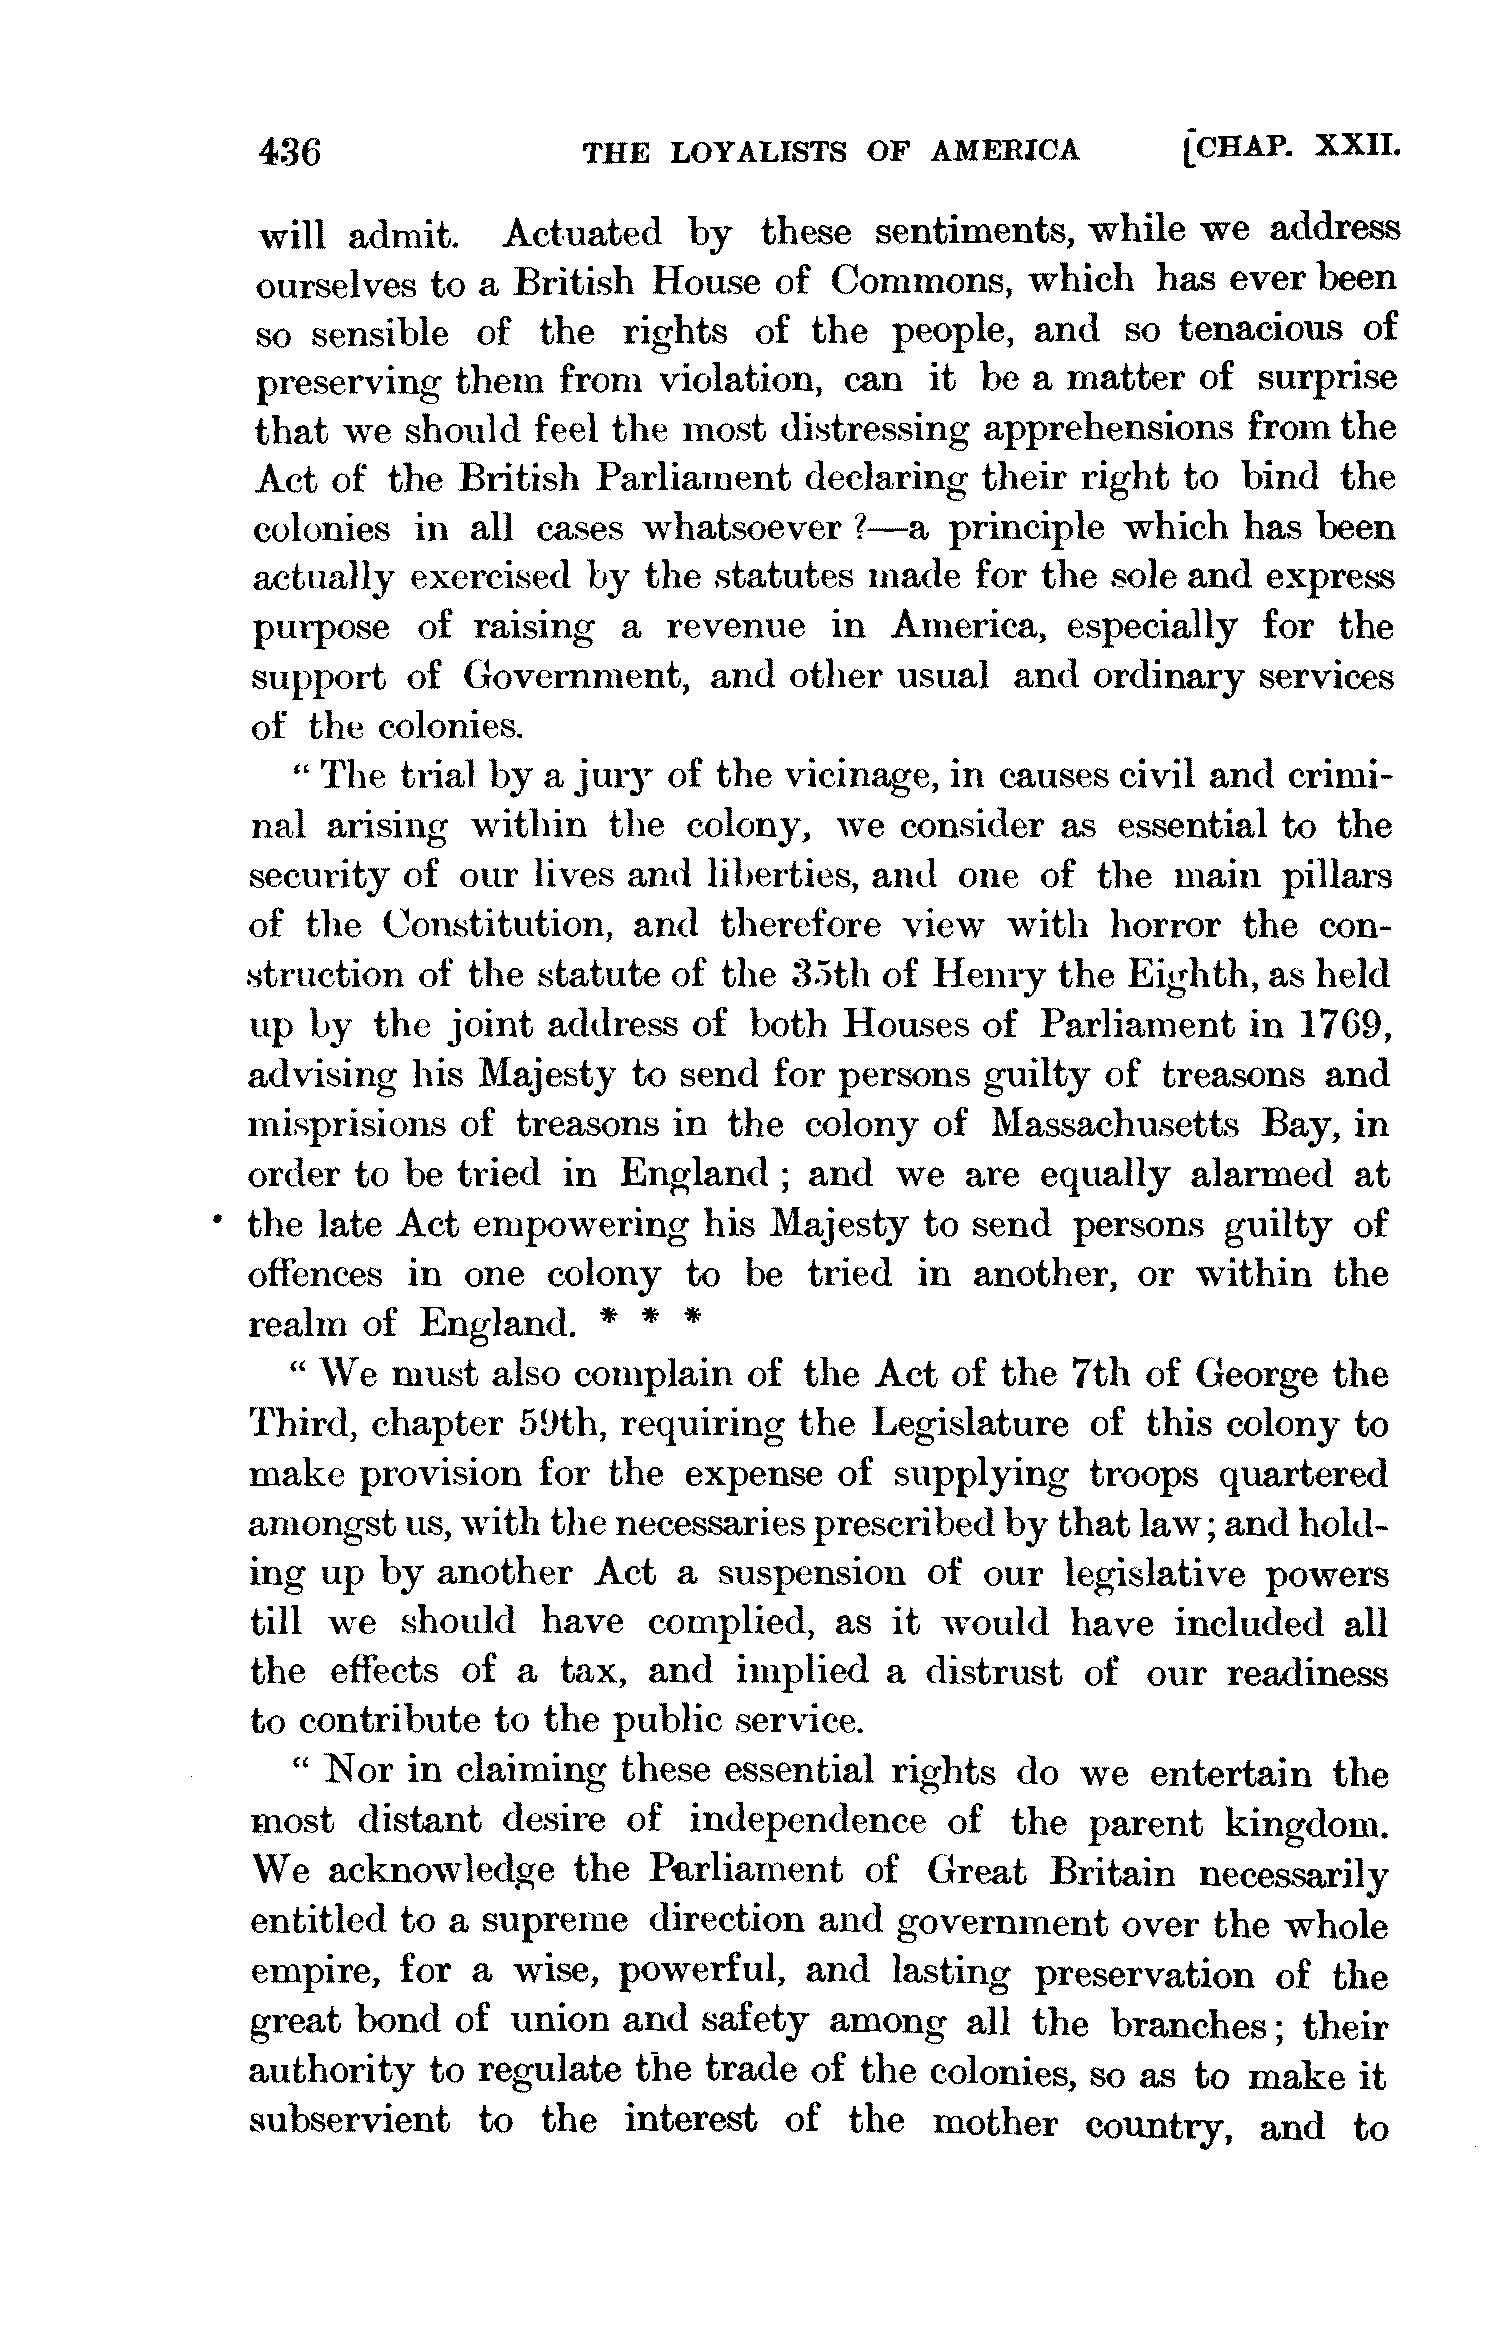 436 THE LOYALISTS OF AMERICA [CHAP. XXII.
will admit. Actuated by these sentiments, while we address
ourselves to a British House of Commons, which has ever been
so sensible of the rights of the people, and so tenacious of
preserving them from violation, can it be a matter of surprise
that we should feel the most distressing apprehensions from the
Act of the British Parliament declaring their right to bind the
colonies in all cases whatsoever ?—a principle which has been
actually exercised by the statutes made for the sole and express
purpose of raising a revenue in America, especially for the
support of Government, and other usual and ordinary services
of the colonies.
“ The trial by a jury of the vicinage, in causes civil and crimi-
nal arising within the colony, we consider as essential to the
security of our lives and liberties, and one of the main pillars
of the Constitution, and therefore view with horror the con-
struction of the statute of the 35th of Henry the Eighth, as held
up by the joint address of both Houses of Parliament in 1769,
advising his Majesty to send for persons guilty of treasons and
misprisions of treasons in the colony of Massachusetts Bay, in
order to be tried in England ; and we are equally alarmed at
the late Act empowering his Majesty to send persons guilty of
offences in one colony to be tried in another, or within the
realm of England. * * *
“ We must also complain of the Act of the 7th of George the
Third, chapter 59th, requiring the Legislature of this colony to
make provision for the expense of supplying troops quartered
amongst us, with the necessaries prescribed by that law ; and hold-
ing up by another Act a suspension of our legislative powers
till we should have complied, as it would have included all
the effects of a tax, and implied a distrust of our readiness
to contribute to the public service.
“ Nor in claiming these essential rights do we entertain the
most distant desire of independence of the parent kingdom.
We acknowledge the Parliament of Great Britain necessarily
entitled to a supreme direction and government over the whole
empire, for a wise, powerful, and lasting preservation of the
great bond of union and safety among all the branches ; their
authority to regulate the trade of the colonies, so as to make it
subservient to the interest of the mother country, and to